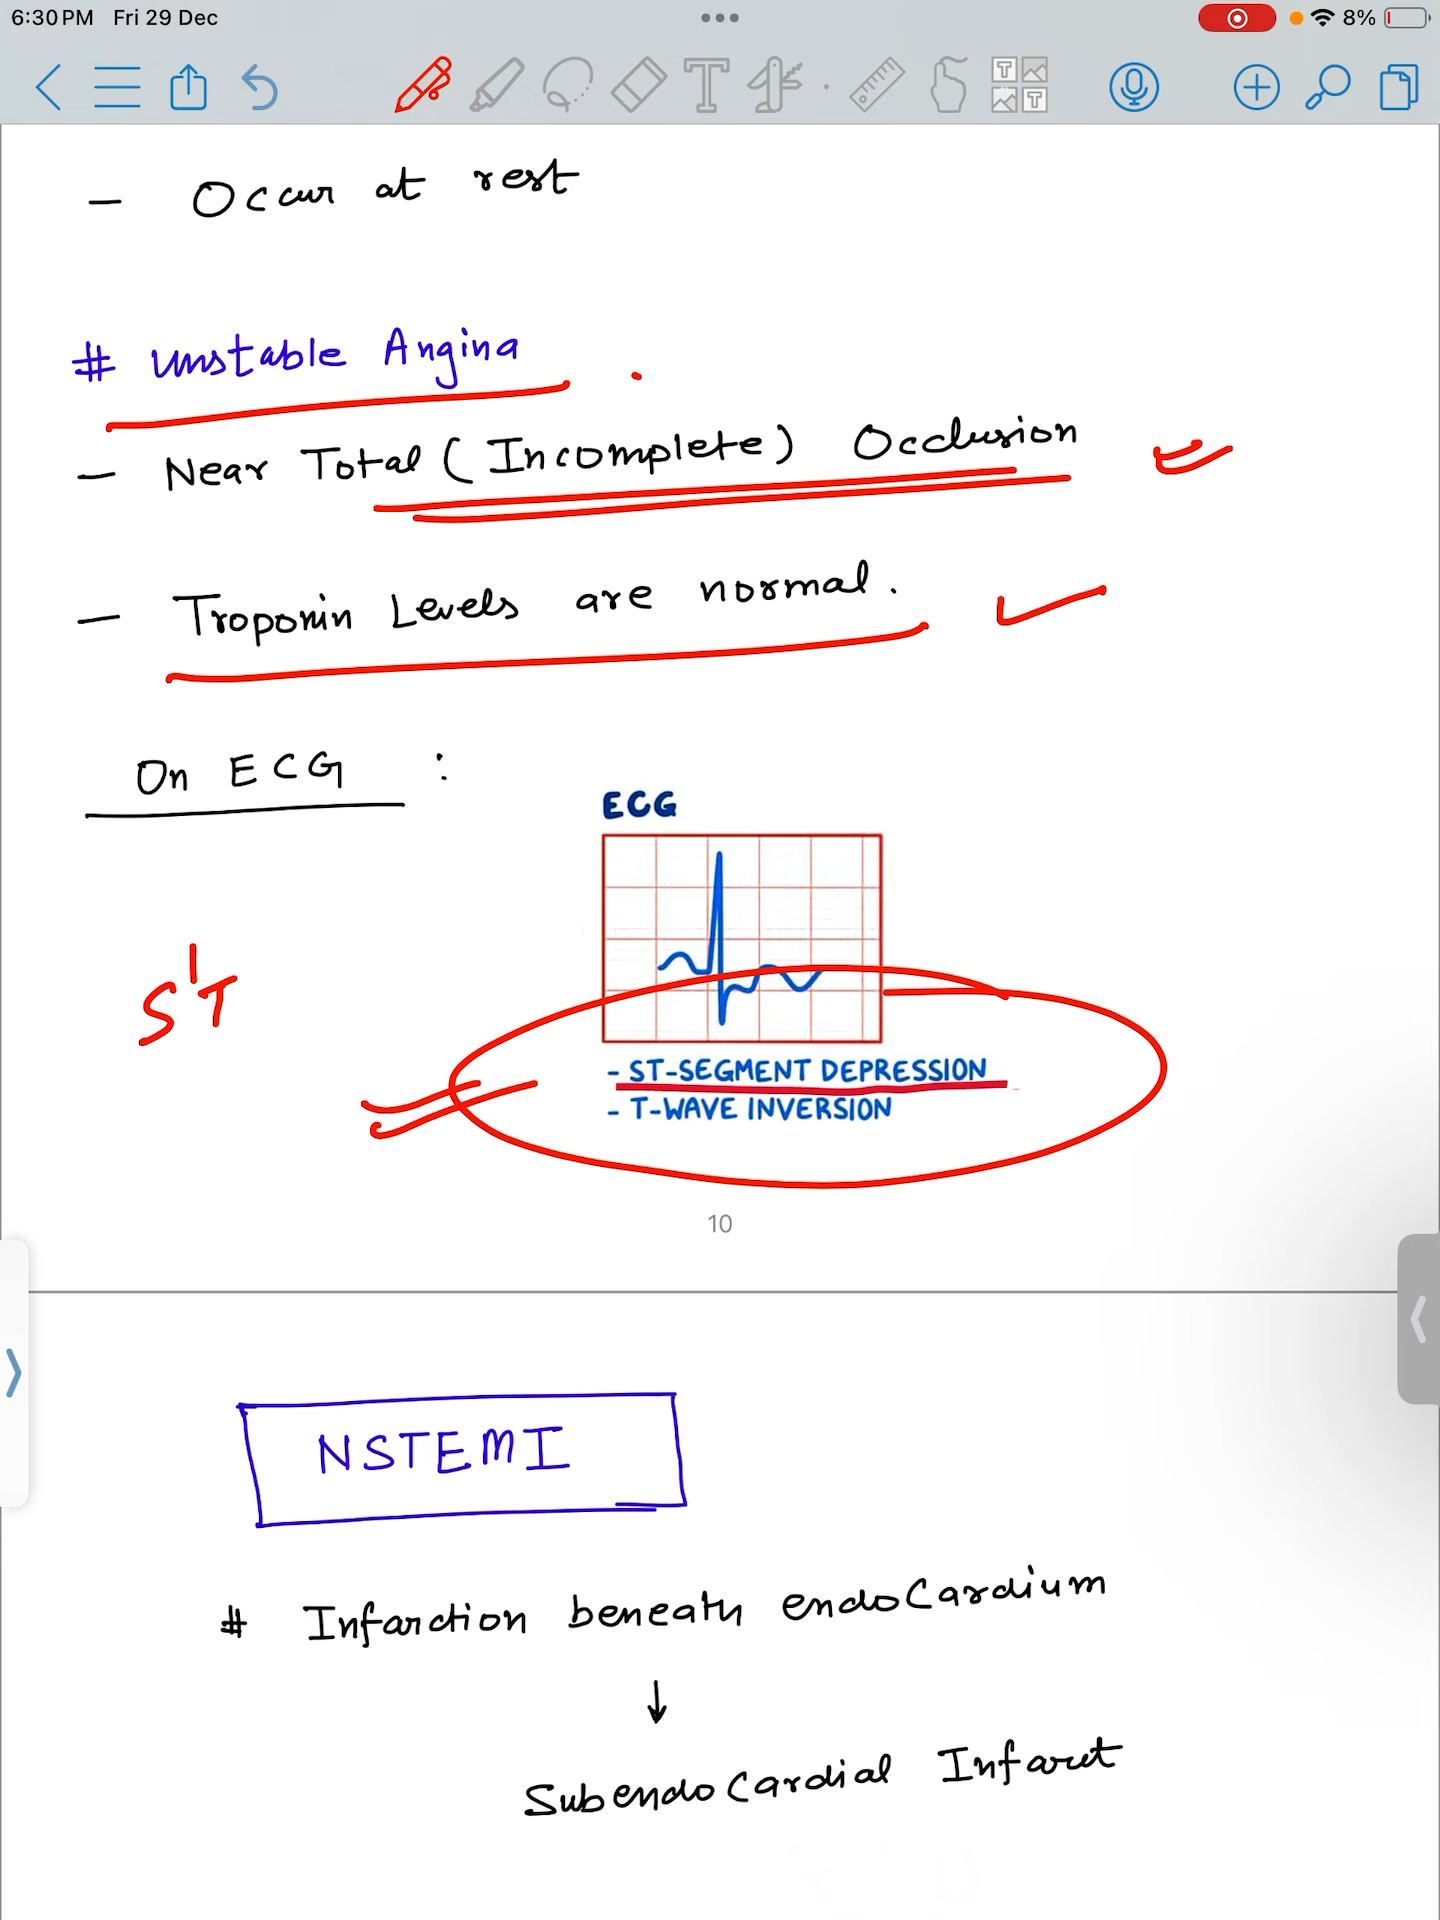 6:30 PM Fri 29 Dec 8%
- Occur at rest
# Unstable Angina
- Near Total (Incomplete) Occlusion
- Troponin Levels are normal.
On ECG :
ECG
ST
- ST-SEGMENT DEPRESSION
- T-WAVE INVERSION
10
NSTEMI
# Infarction beneath endoCardium
↓
SubendoCardial Infarct